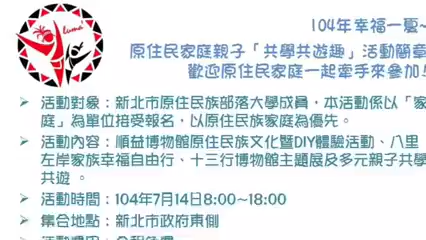 luma
104年幸福一夏~
原住民家庭親子「共學共遊趣」活動簡章
歡迎原住民家庭一起牽手來參加
活動對象：新北市原住民族部落大學成員，本活動係以「家
庭」為單位接受報名，以原住民族家庭為優先。
活動內容：順益博物館原住民族文化暨DIY體驗活動、八里
左岸家族幸福自由行、十三行博物館主題展及多元親子共學
共遊。
活動時間：104年7月14日8:00~18:00
集合地點：新北市政府東側